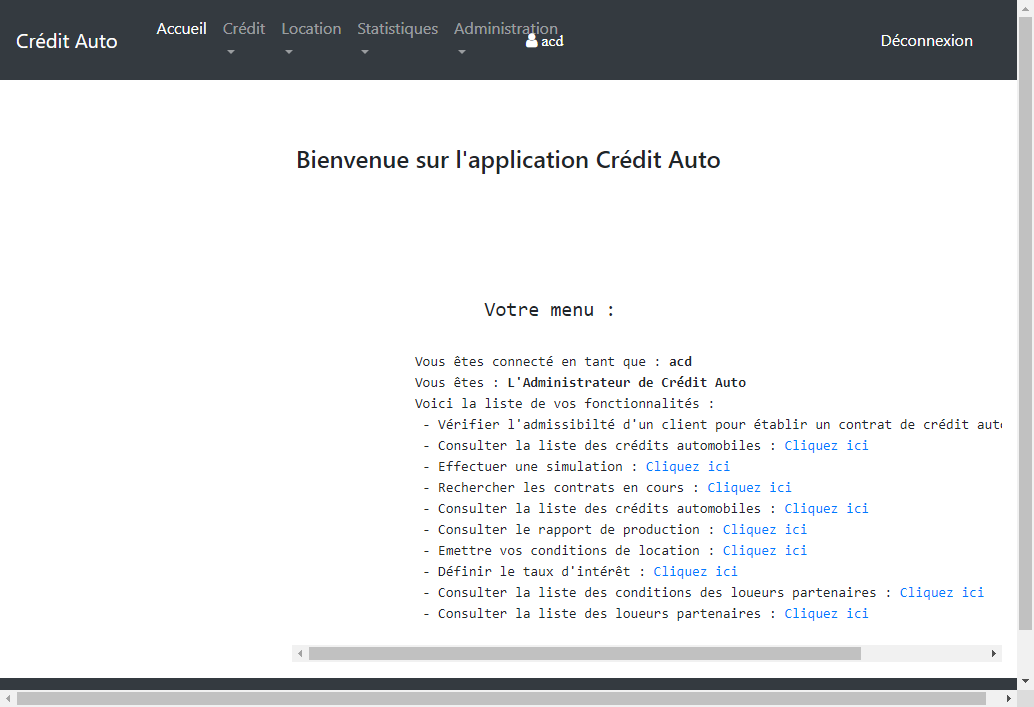 Crédit Auto Accueil Crédit Location Statistiques Administration acd Déconnexion
Bienvenue sur l'application Crédit Auto
Votre menu :
Vous êtes connecté en tant que : acd
Vous êtes : L'Administrateur de Crédit Auto
Voici la liste de vos fonctionnalités :
- Vérifier l'admissibilté d'un client pour établir un contrat de crédit auto
- Consulter la liste des crédits automobiles : Cliquez ici
- Effectuer une simulation : Cliquez ici
- Rechercher les contrats en cours : Cliquez ici
- Consulter la liste des crédits automobiles : Cliquez ici
- Consulter le rapport de production : Cliquez ici
- Emettre vos conditions de location : Cliquez ici
- Définir le taux d'intérêt : Cliquez ici
- Consulter la liste des conditions des loueurs partenaires : Cliquez ici
- Consulter la liste des loueurs partenaires : Cliquez ici